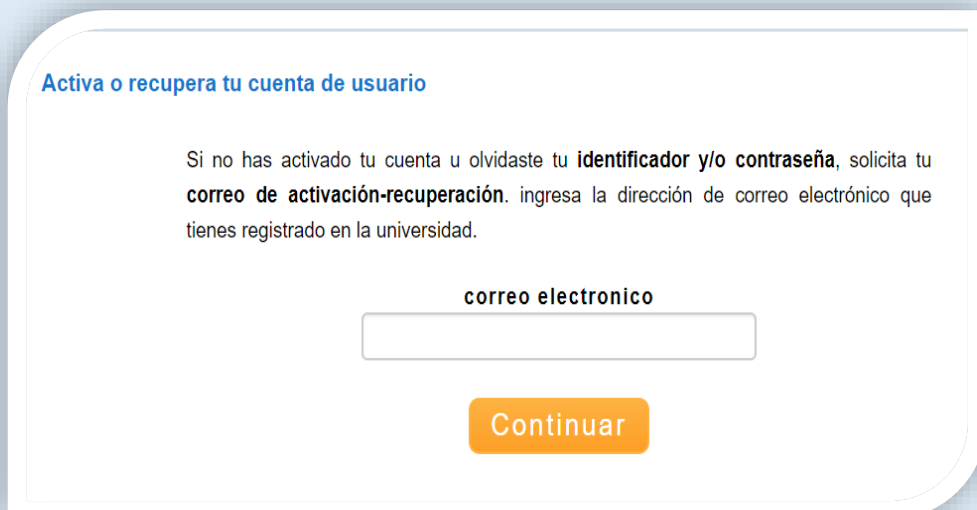 Activa o recupera tu cuenta de usuario
Si no has activado tu cuenta u olvidaste tu identificador y/o contraseña, solicita tu
correo de activación-recuperación. ingresa la dirección de correo electrónico que
tienes registrado en la universidad.
correo electronico
Continuar